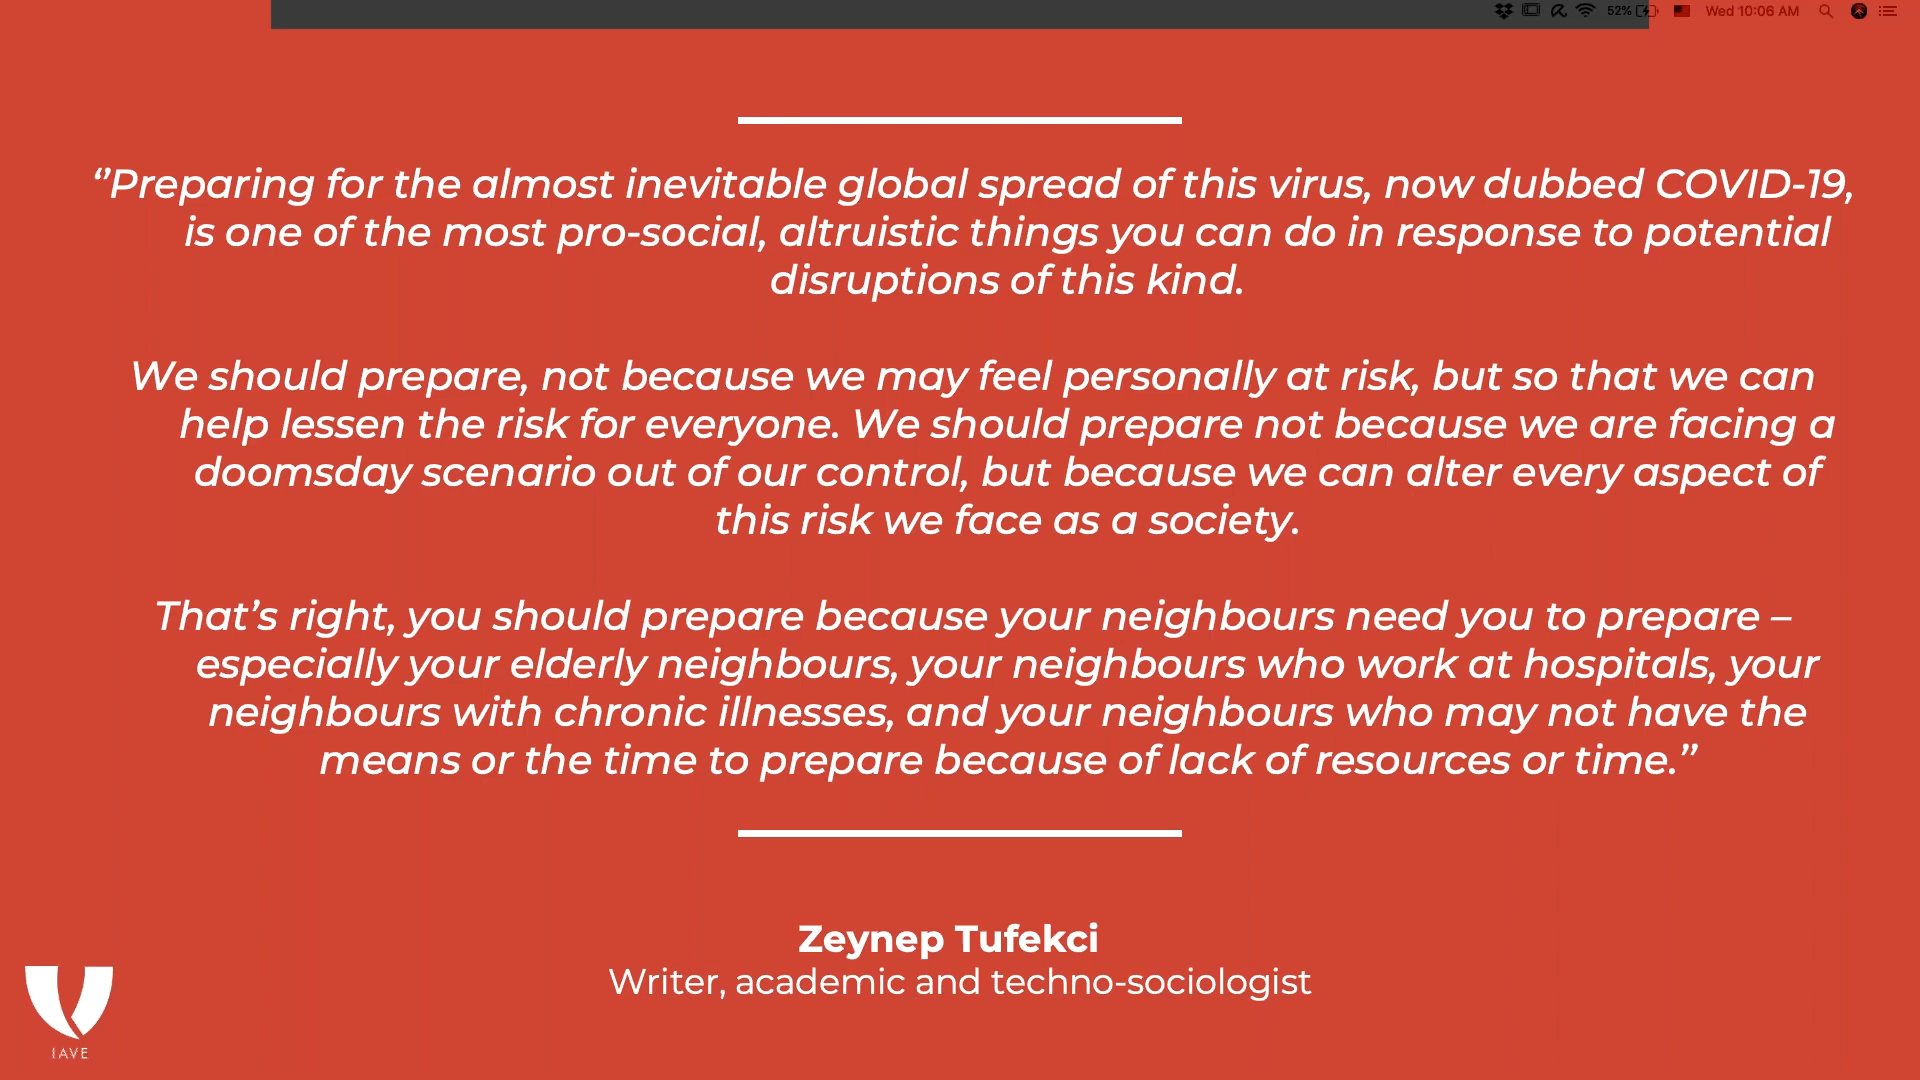 52%
Wed 10:06 AM
‘’Preparing for the almost inevitable global spread of this virus, now dubbed COVID-19,
is one of the most pro-social, altruistic things you can do in response to potential
disruptions of this kind.
We should prepare, not because we may feel personally at risk, but so that we can
help lessen the risk for everyone. We should prepare not because we are facing a
doomsday scenario out of our control, but because we can alter every aspect of
this risk we face as a society.
That’s right, you should prepare because your neighbours need you to prepare –
especially your elderly neighbours, your neighbours who work at hospitals, your
neighbours with chronic illnesses, and your neighbours who may not have the
means or the time to prepare because of lack of resources or time.’’
Zeynep Tufekci
Writer, academic and techno-sociologist
IAVE